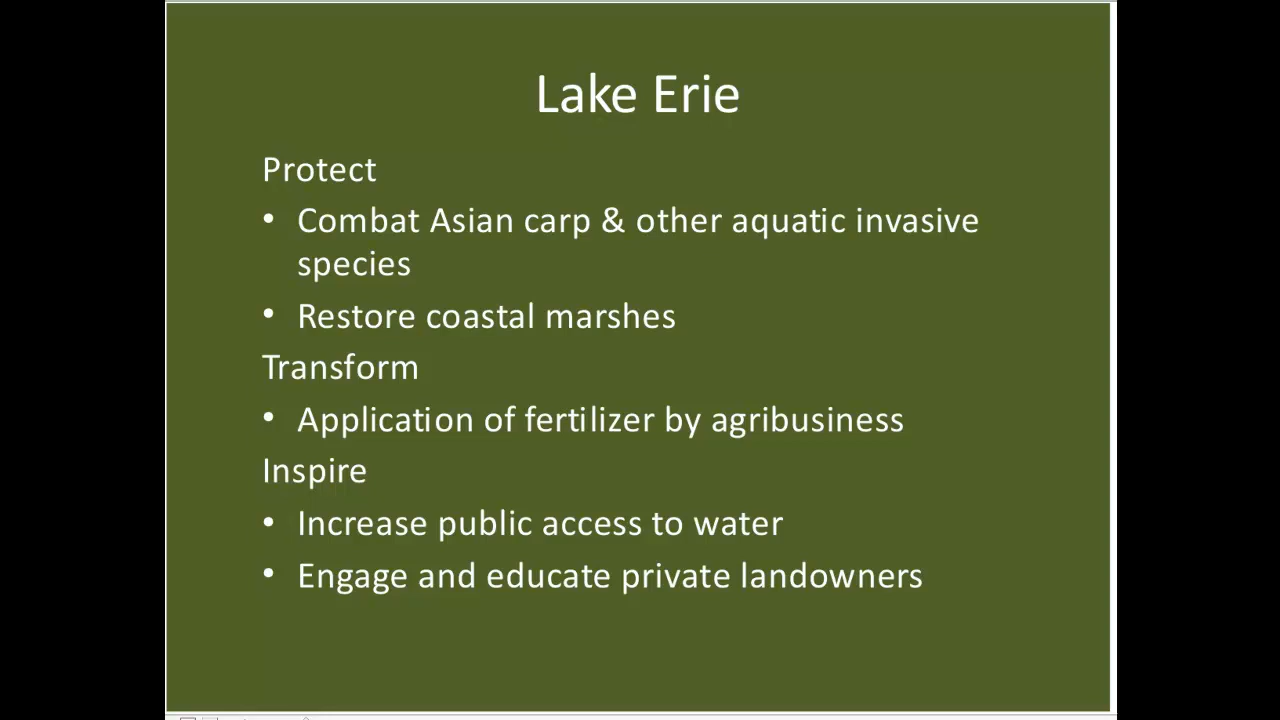 Lake Erie
Protect
• Combat Asian carp & other aquatic invasive
species
• Restore coastal marshes
Transform
• Application of fertilizer by agribusiness
Inspire
• Increase public access to water
• Engage and educate private landowners